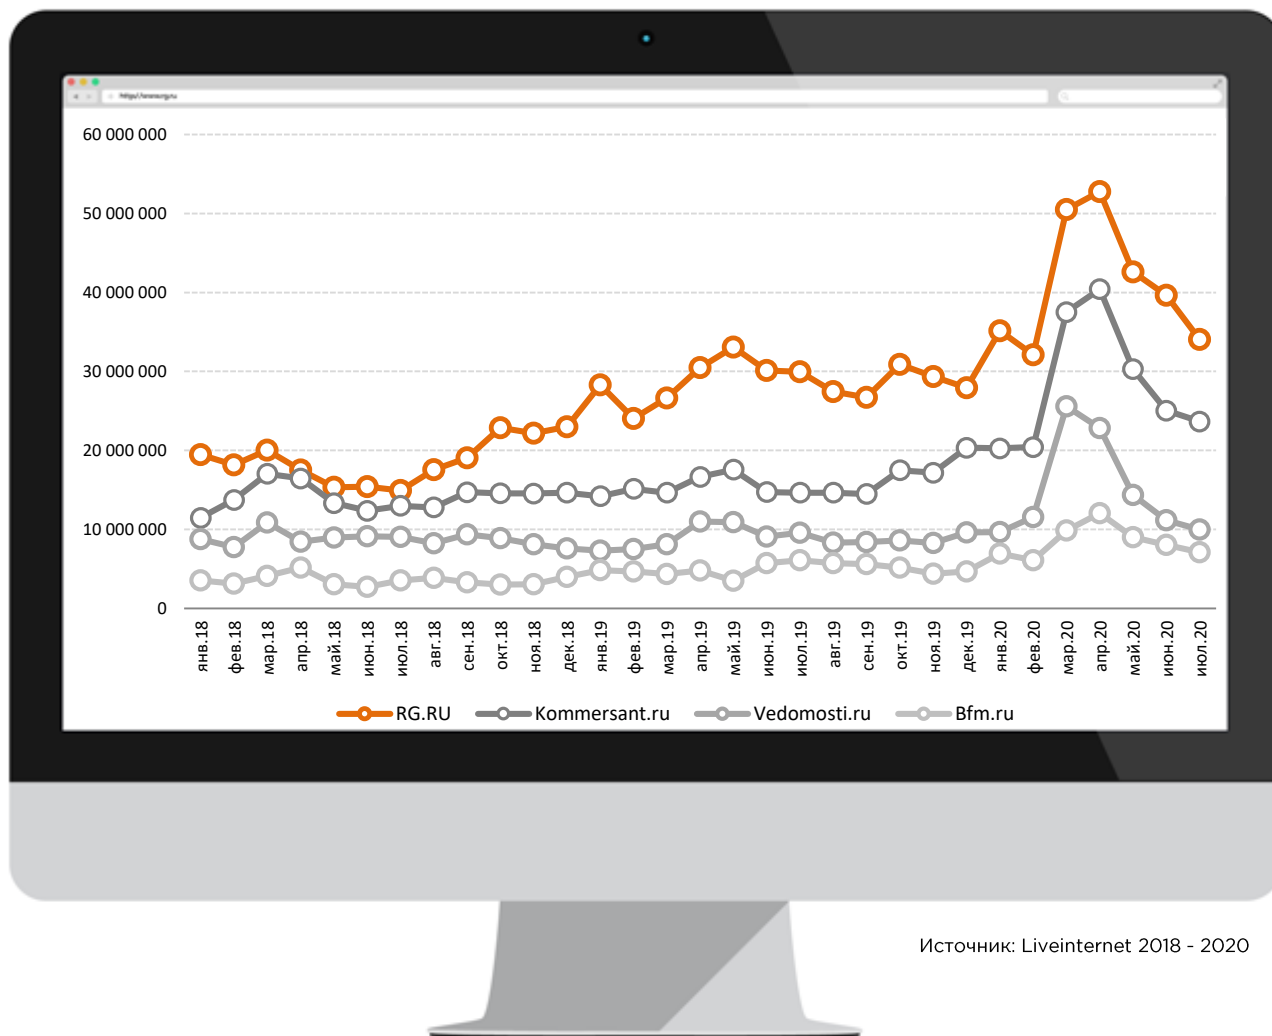 http://www.rg.ru
60 000 000
50 000 000
40 000 000
30 000 000
20 000 000
10 000 000
0
янв.18
фев.18
мар.18
апр.18
май.18
июн.18
июл.18
авг.18
сен.18
окт.18
ноя.18
дек.18
янв.19
фев.19
мар.19
апр.19
май.19
июн.19
июл.19
авг.19
сен.19
окт.19
ноя.19
дек.19
янв.20
фев.20
мар.20
апр.20
май.20
июн.20
июл.20
RG.RU
Kommersant.ru
Vedomosti.ru
Bfm.ru
Источник: Liveinternet 2018 - 2020